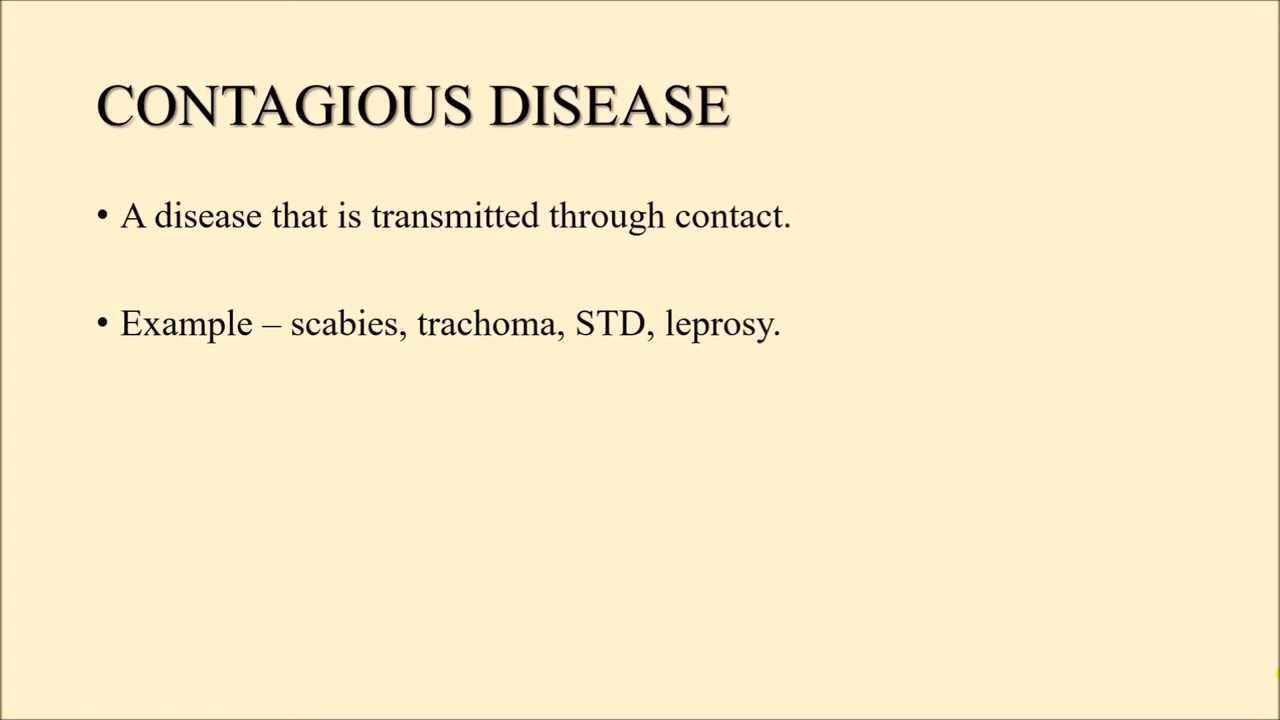 CONTAGIOUS DISEASE
• A disease that is transmitted through contact.
• Example – scabies, trachoma, STD, leprosy.